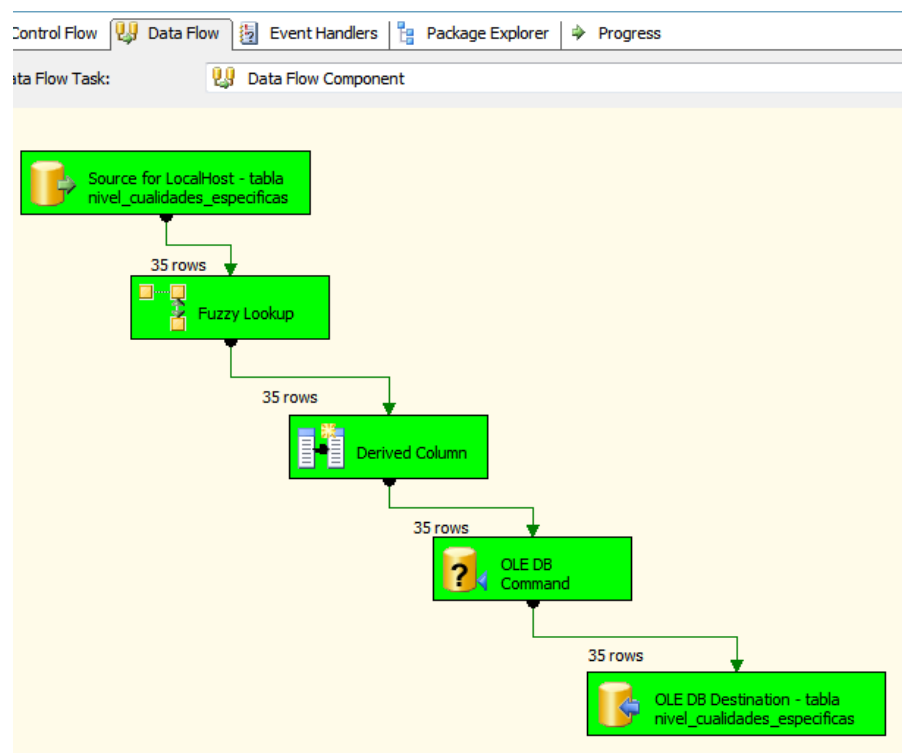 Control Flow Data Flow Event Handlers Package Explorer Progress
ata Flow Task: Data Flow Component
Source for LocalHost - tabla
nivel_cualidades_especificas
35 rows
Fuzzy Lookup
35 rows
Derived Column
35 rows
?
OLE DB
Command
35 rows
OLE DB Destination - tabla
nivel_cualidades_especificas